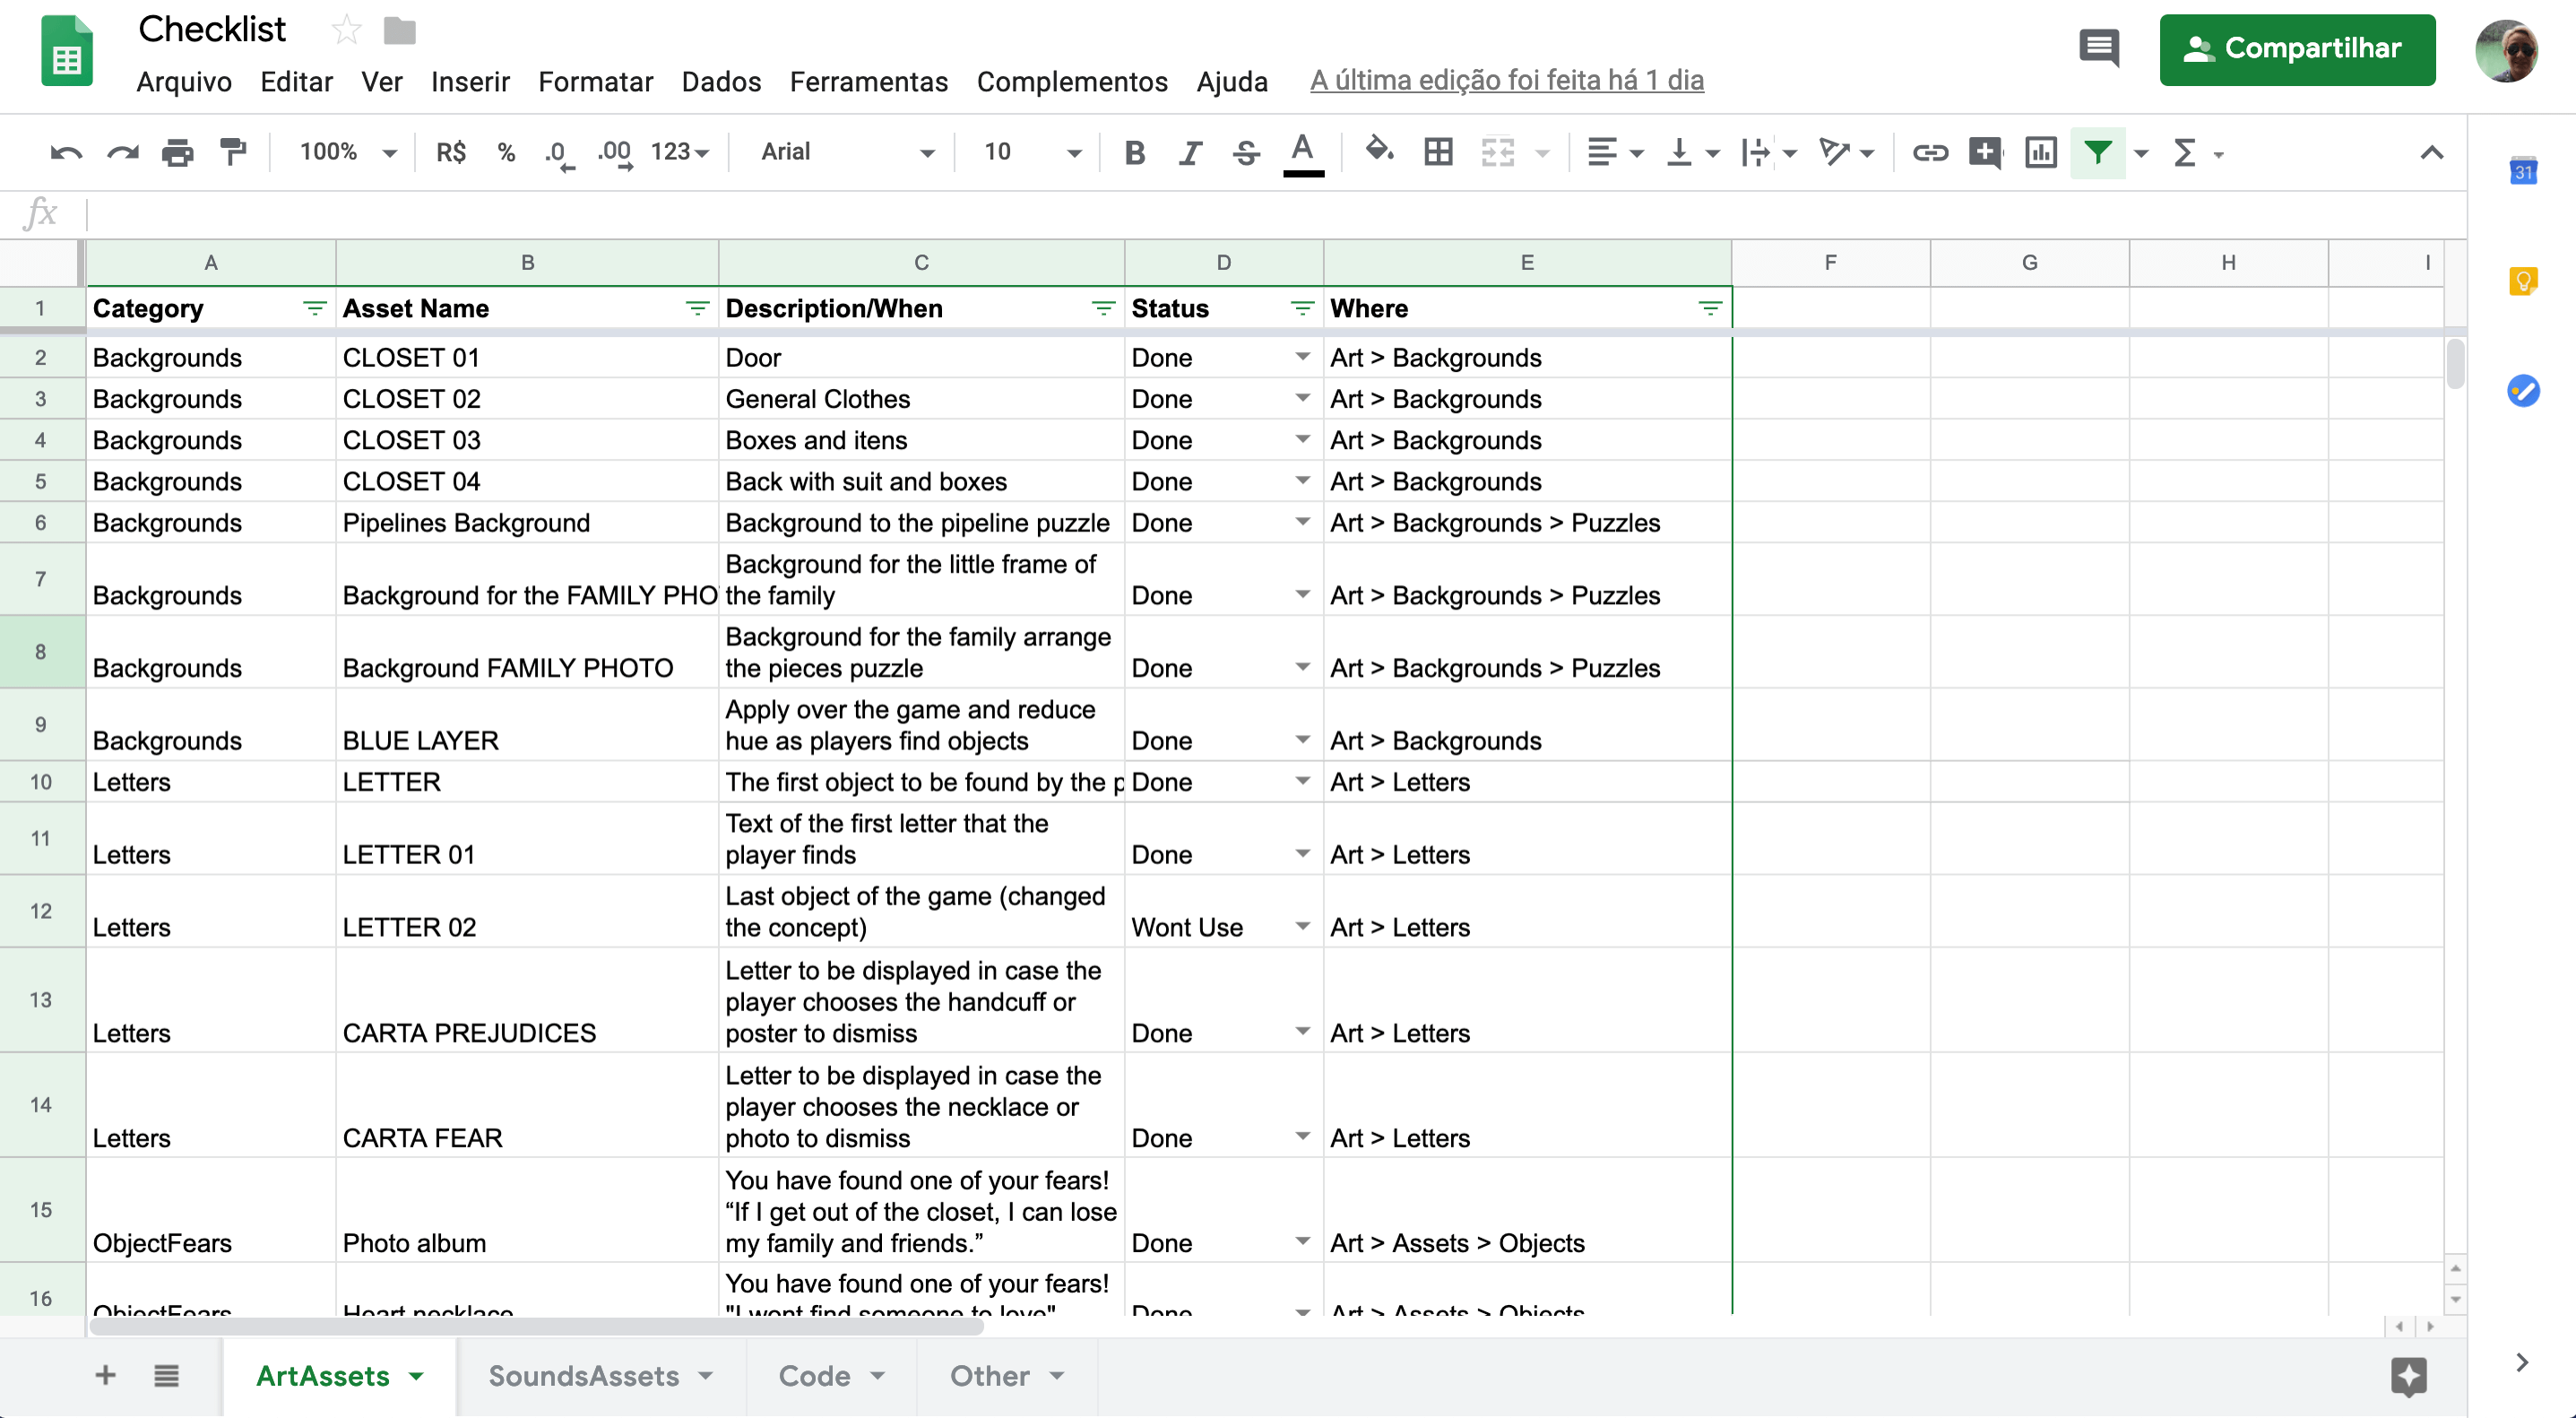 Checklist
Arquivo Editar Ver Inserir Formatar Dados Ferramentas Complementos Ajuda A última edição foi feita há 1 dia
Compartilhar
100% R$ % .0 .00 123 Arial 10 B I S A Σ
31
fx
A B C D E F G H I
1 Category Asset Name Description/When Status Where
2 Backgrounds CLOSET 01 Door Done Art > Backgrounds
3 Backgrounds CLOSET 02 General Clothes Done Art > Backgrounds
4 Backgrounds CLOSET 03 Boxes and itens Done Art > Backgrounds
5 Backgrounds CLOSET 04 Back with suit and boxes Done Art > Backgrounds
6 Backgrounds Pipelines Background Background to the pipeline puzzle Done Art > Backgrounds > Puzzles
Background for the little frame of
7 Backgrounds Background for the FAMILY PHO the family Done Art > Backgrounds > Puzzles
Background for the family arrange
8 Backgrounds Background FAMILY PHOTO the pieces puzzle Done Art > Backgrounds > Puzzles
Apply over the game and reduce
9 Backgrounds BLUE LAYER hue as players find objects Done Art > Backgrounds
10 Letters LETTER The first object to be found by the p Done Art > Letters
Text of the first letter that the
11 Letters LETTER 01 player finds Done Art > Letters
Last object of the game (changed
12 Letters LETTER 02 the concept) Wont Use Art > Letters
Letter to be displayed in case the
player chooses the handcuff or
13 Letters CARTA PREJUDICES poster to dismiss Done Art > Letters
Letter to be displayed in case the
player chooses the necklace or
14 Letters CARTA FEAR photo to dismiss Done Art > Letters
You have found one of your fears!
“If I get out of the closet, I can lose
15 ObjectFears Photo album my family and friends.” Done Art > Assets > Objects
You have found one of your fears!
16 ObjectFears Heart necklace "I wont find someone to love" Done Art > Assets > Objects
ArtAssets SoundsAssets Code Other